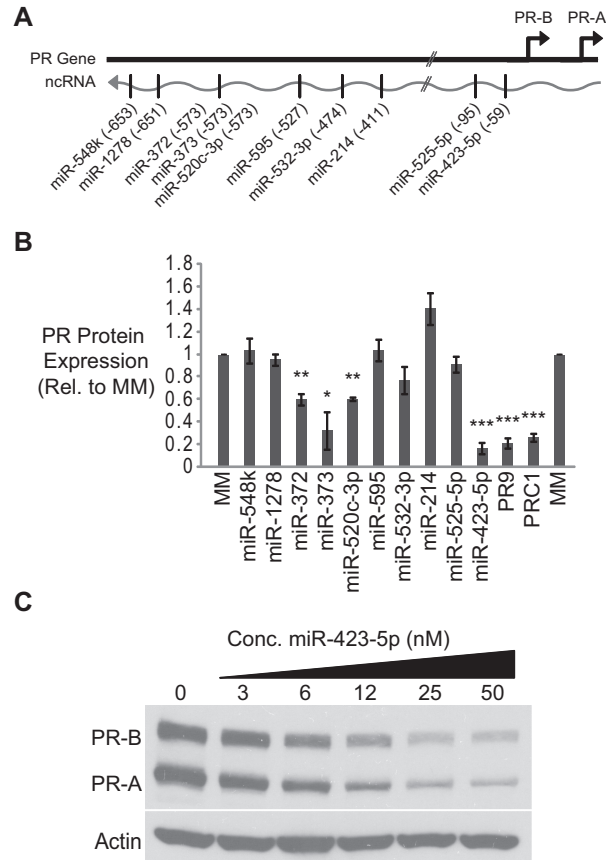 A
PR-B PR-A
PR Gene
ncRNA
miR-548k (-653)
miR-1278 (-651)
miR-372 (-573)
miR-373 (-573)
miR-520c-3p (-573)
miR-595 (-527)
miR-532-3p (-474)
miR-214 (-411)
miR-525-5p (-95)
miR-423-5p (-59)
B
PR Protein
Expression
(Rel. to MM)
1.8
1.6
1.4
1.2
1
0.8
0.6
0.4
0.2
0
** * ** *** *** ***
MM
miR-548k
miR-1278
miR-372
miR-373
miR-520c-3p
miR-595
miR-532-3p
miR-214
miR-525-5p
miR-423-5p
PR9
PRC1
MM
C
Conc. miR-423-5p (nM)
0 3 6 12 25 50
PR-B
PR-A
Actin